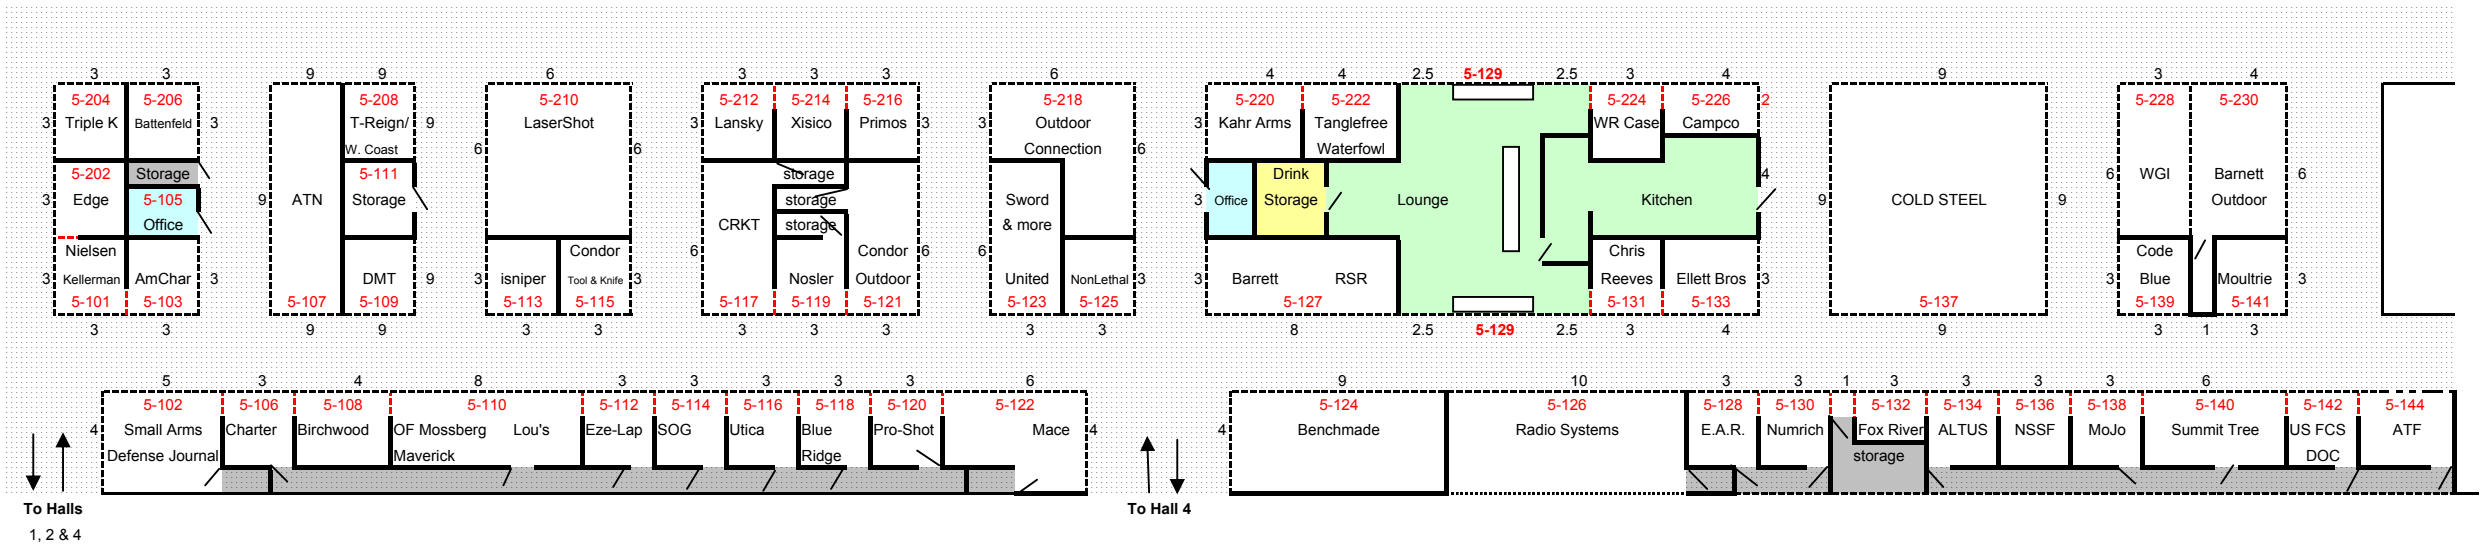 3 3 9 9 6 3 3 3 6 4 4 2.5 5-129 2.5 3 4 9 3 4
5-204 5-206 5-208 5-210 5-212 5-214 5-216 5-218 5-220 5-222 5-224 5-226 2 5-228 5-230
3 Triple K Battenfeld 3 T-Reign/ 9 LaserShot 3 Lansky Xisico Primos 3 3 Outdoor 3 Kahr Arms Tanglefree WR Case Campco
W. Coast 6 6 Connection 6 Waterfowl
5-202 Storage 5-111 storage Drink 4 6 WGI Barnett 6
3 Edge 5-105 9 ATN Storage storage Sword 3 Office Storage Lounge Kitchen 9 COLD STEEL 9 Outdoor
Office CRKT storage & more
Nielsen Condor 6 Condor 6 6 Chris Code
3 Kellerman AmChar 3 DMT 9 3 isniper Tool & Knife 3 Nosler Outdoor United NonLethal 3 3 Barrett RSR Reeves Ellett Bros 3 3 Blue Moultrie 3
5-101 5-103 5-107 5-109 5-113 5-115 5-117 5-119 5-121 5-123 5-125 5-127 5-131 5-133 5-137 5-139 5-141
3 3 9 9 3 3 3 3 3 3 3 8 2.5 5-129 2.5 3 4 9 3 1 3
5 3 4 8 3 3 3 3 3 6 9 10 3 3 1 3 3 3 3 6
5-102 5-106 5-108 5-110 5-112 5-114 5-116 5-118 5-120 5-122 5-124 5-126 5-128 5-130 5-132 5-134 5-136 5-138 5-140 5-142 5-144
4 Small Arms Charter Birchwood OF Mossberg Lou's Eze-Lap SOG Utica Blue Pro-Shot Mace 4 4 Benchmade Radio Systems E.A.R. Numrich Fox River ALTUS NSSF MoJo Summit Tree US FCS ATF
Defense Journal Maverick Ridge storage DOC
To Halls To Hall 4
1, 2 & 4